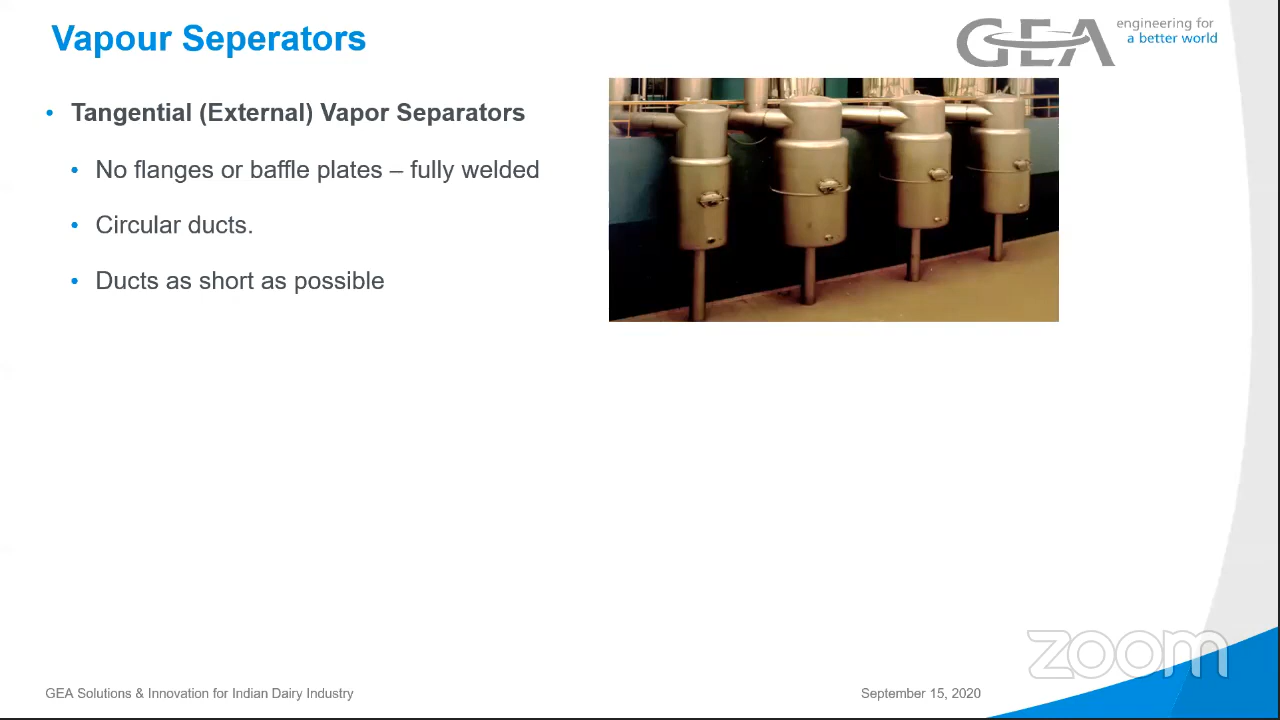 Vapour Seperators
GEA
engineering for
a better world
• Tangential (External) Vapor Separators
• No flanges or baffle plates – fully welded
• Circular ducts.
• Ducts as short as possible
zoom
GEA Solutions & Innovation for Indian Dairy Industry
September 15, 2020